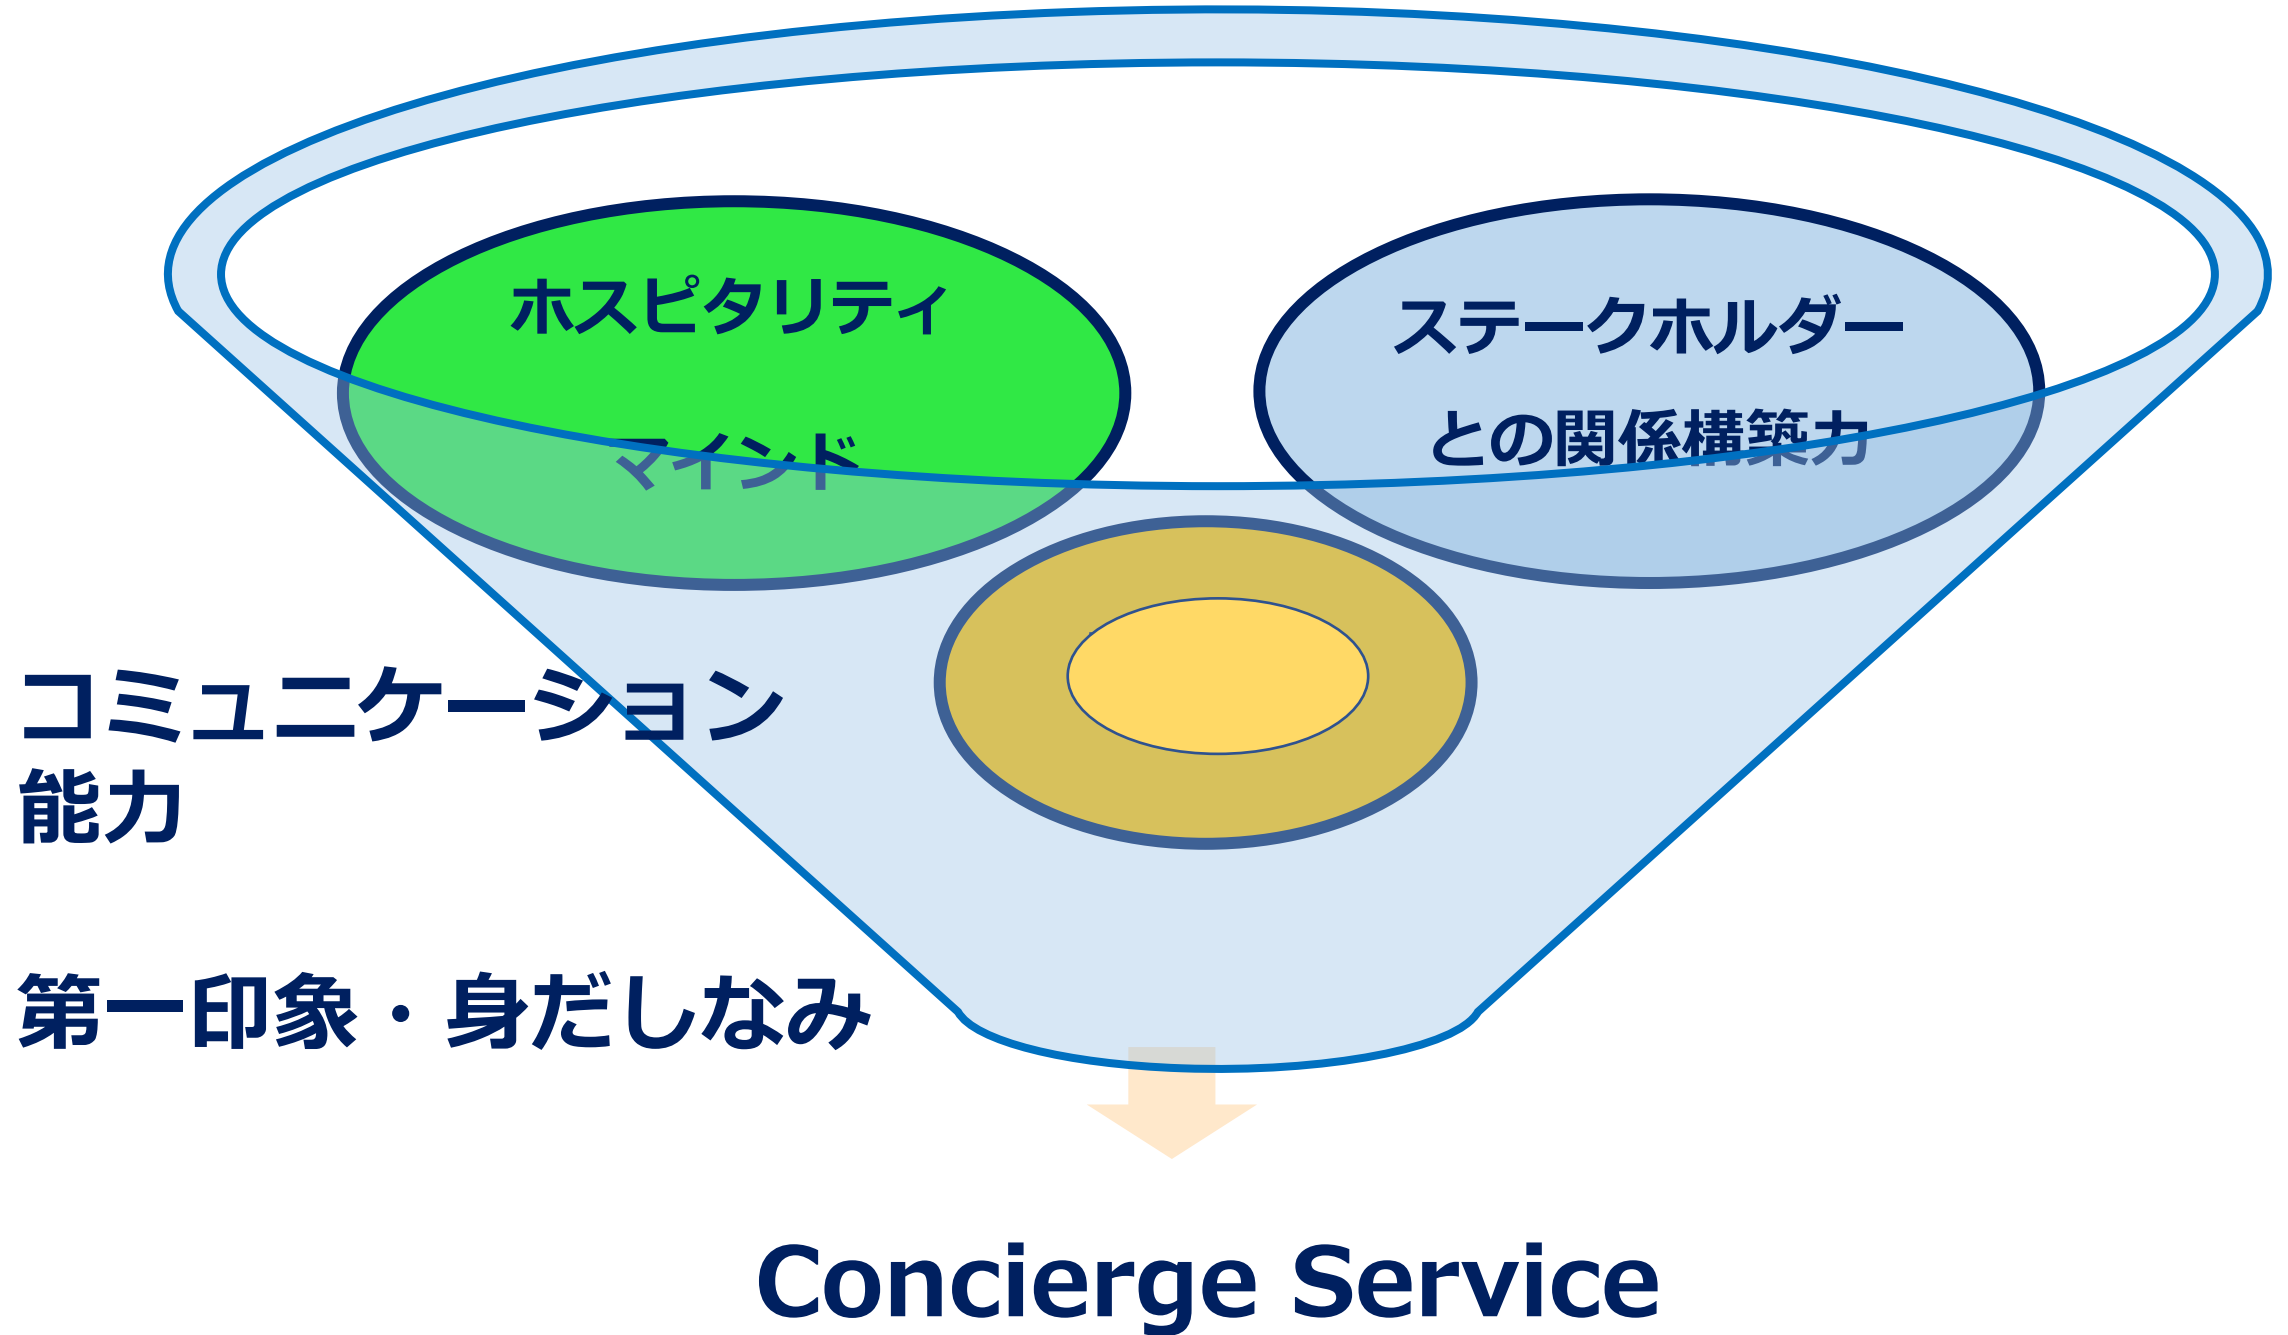 ホスピタリティ
マインド
ステークホルダー
との関係構築力
コミュニケーション
能力
第一印象・身だしなみ
Concierge Service